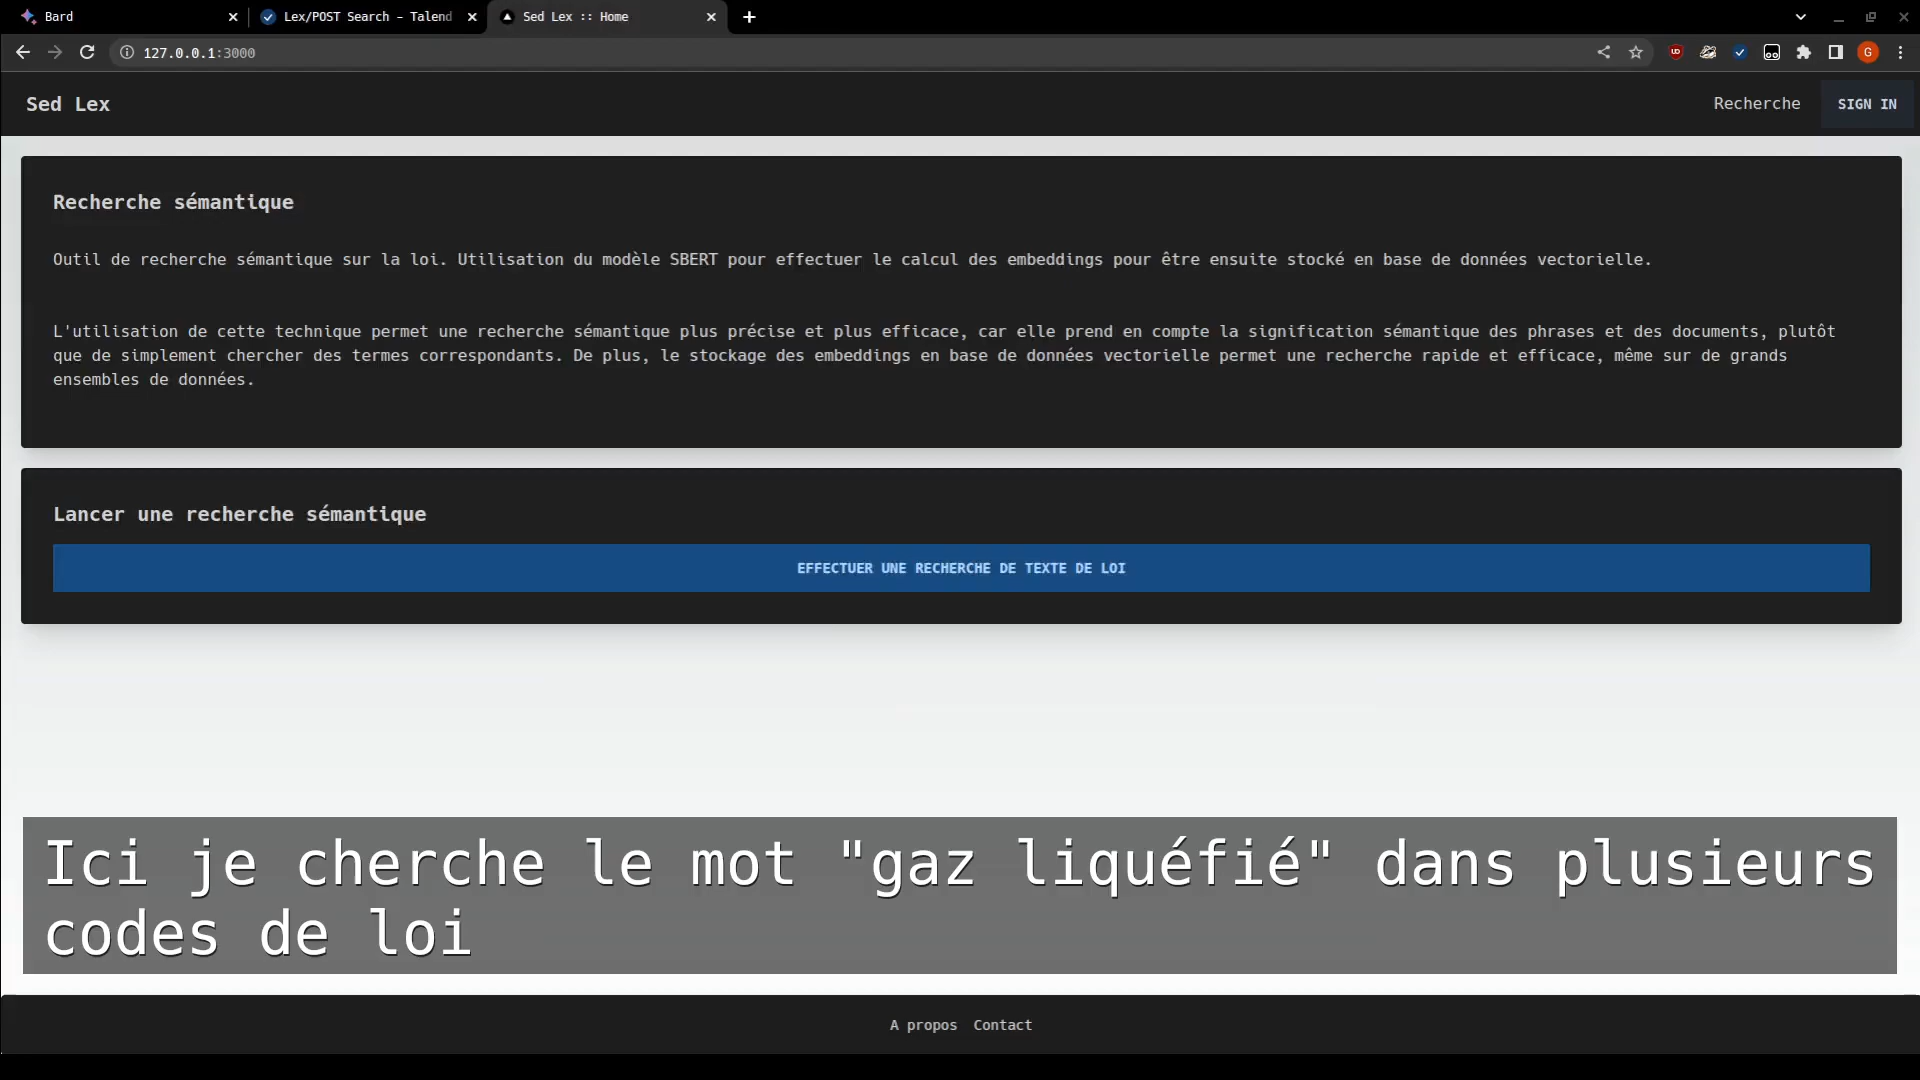 Bard
Lex/POST Search - Talend
Sed Lex :: Home
127.0.0.1:3000
G
Sed Lex
Recherche
SIGN IN
Recherche sémantique
Outil de recherche sémantique sur la loi. Utilisation du modèle SBERT pour effectuer le calcul des embeddings pour être ensuite stocké en base de données vectorielle.
L'utilisation de cette technique permet une recherche sémantique plus précise et plus efficace, car elle prend en compte la signification sémantique des phrases et des documents, plutôt
que de simplement chercher des termes correspondants. De plus, le stockage des embeddings en base de données vectorielle permet une recherche rapide et efficace, même sur de grands
ensembles de données.
Lancer une recherche sémantique
EFFECTUER UNE RECHERCHE DE TEXTE DE LOI
Ici je cherche le mot "gaz liquéfié" dans plusieurs
codes de loi
A propos Contact